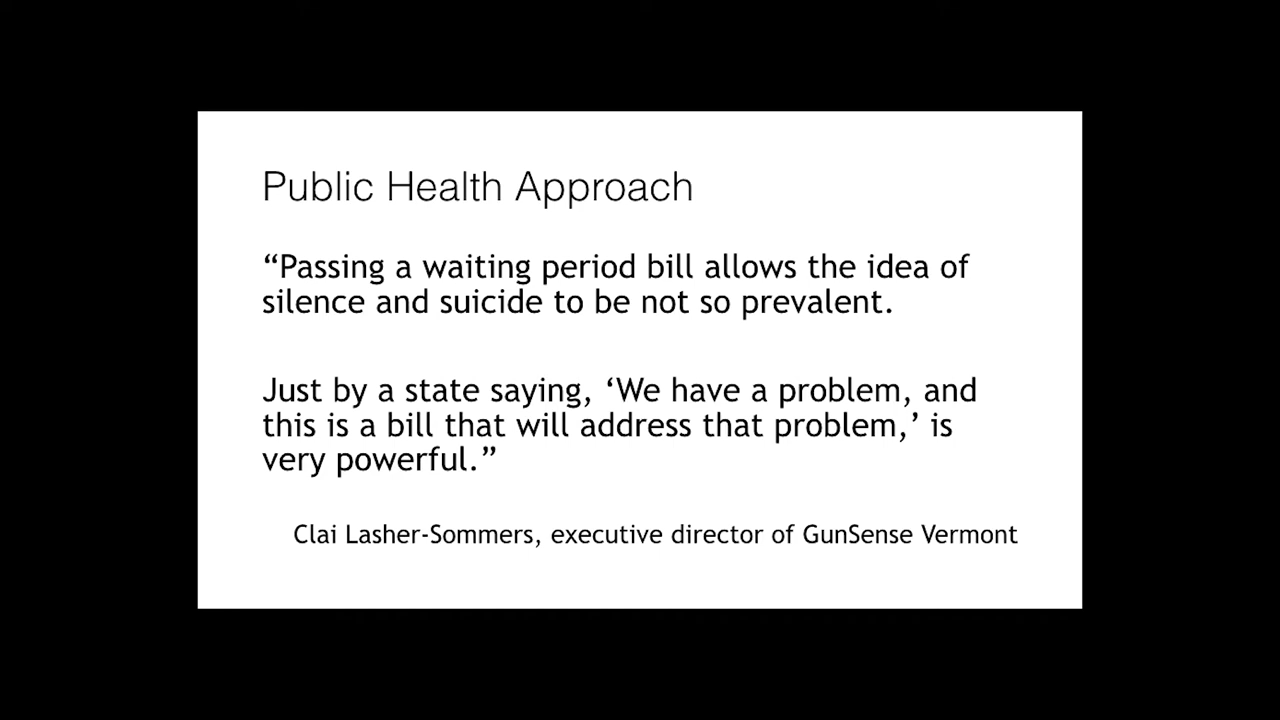 Public Health Approach
“Passing a waiting period bill allows the idea of
silence and suicide to be not so prevalent.
Just by a state saying, ‘We have a problem, and
this is a bill that will address that problem,’ is
very powerful.”
Clai Lasher-Sommers, executive director of GunSense Vermont